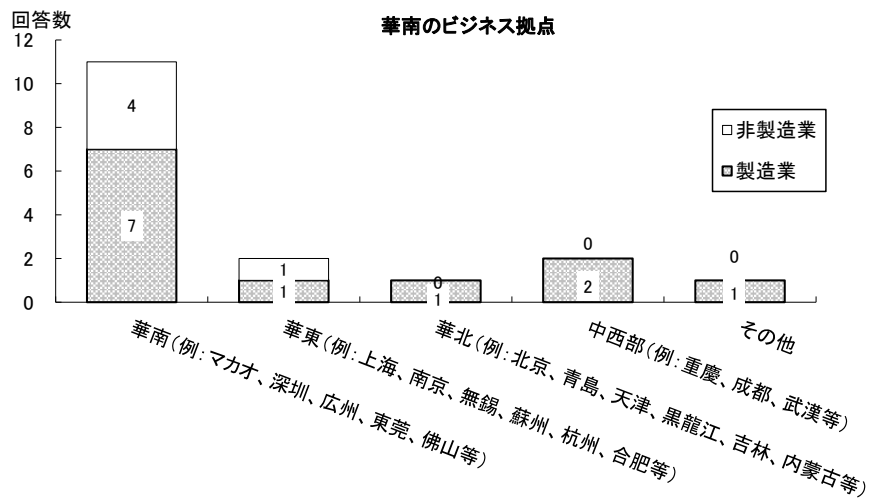 回答数
華南のビジネス拠点
12
10
8
6
4
2
0
4
7
1
1
0
1
0
2
0
1
非製造業
製造業
華南(例:マカオ、深圳、広州、東莞、佛山等)
華東(例:上海、南京、無錫、蘇州、杭州、合肥等)
華北(例:北京、青島、天津、黒龍江、吉林、内蒙古等)
中西部(例:重慶、成都、武漢等)
その他